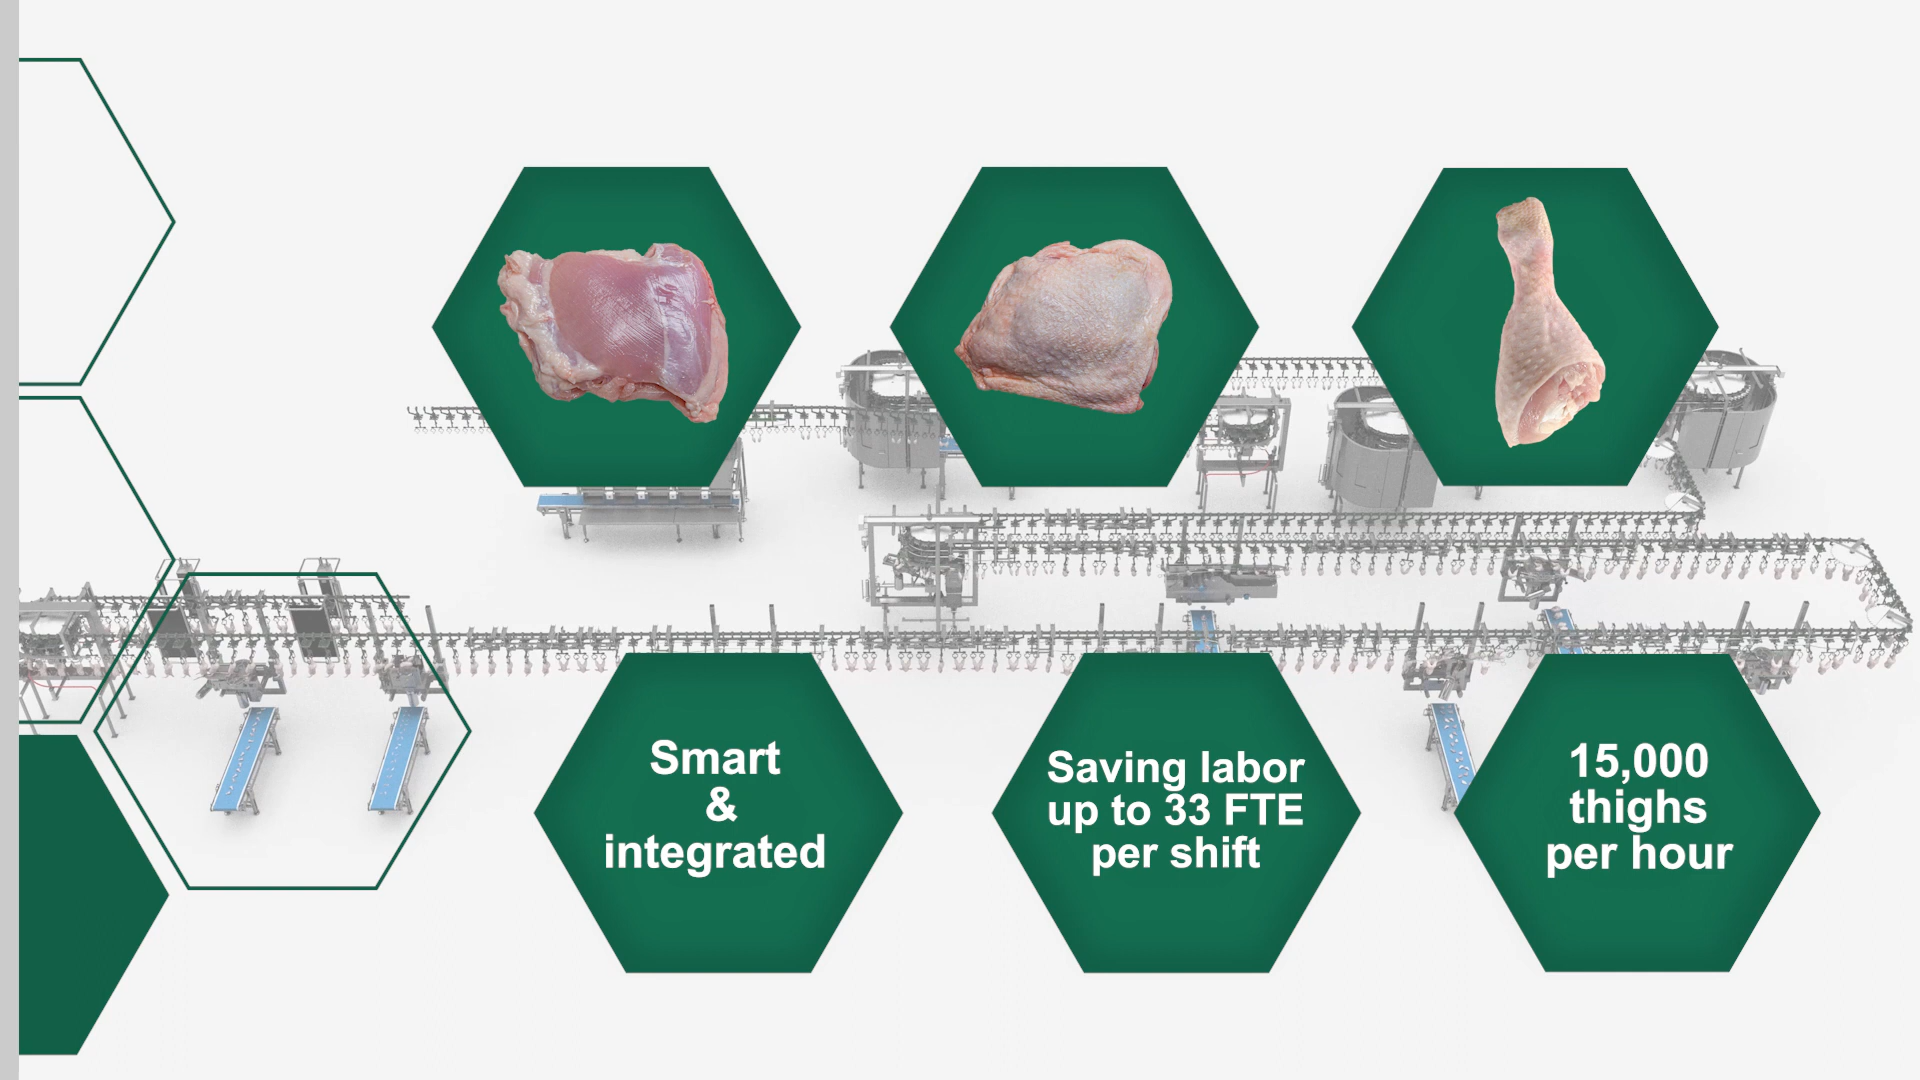 Smart
&
integrated
Saving labor
up to 33 FTE
per shift
15,000
thighs
per hour